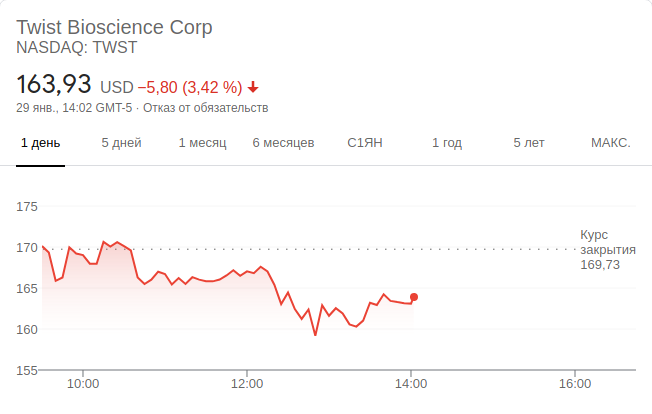 Twist Bioscience Corp
NASDAQ: TWST
163,93 USD −5,80 (3,42 %)
29 янв., 14:02 GMT-5 · Отказ от обязательств
1 день 5 дней 1 месяц 6 месяцев С1ЯН 1 год 5 лет МАКС.
175
Курс
170 закрытия
169,73
165
160
155
10:00 12:00 14:00 16:00